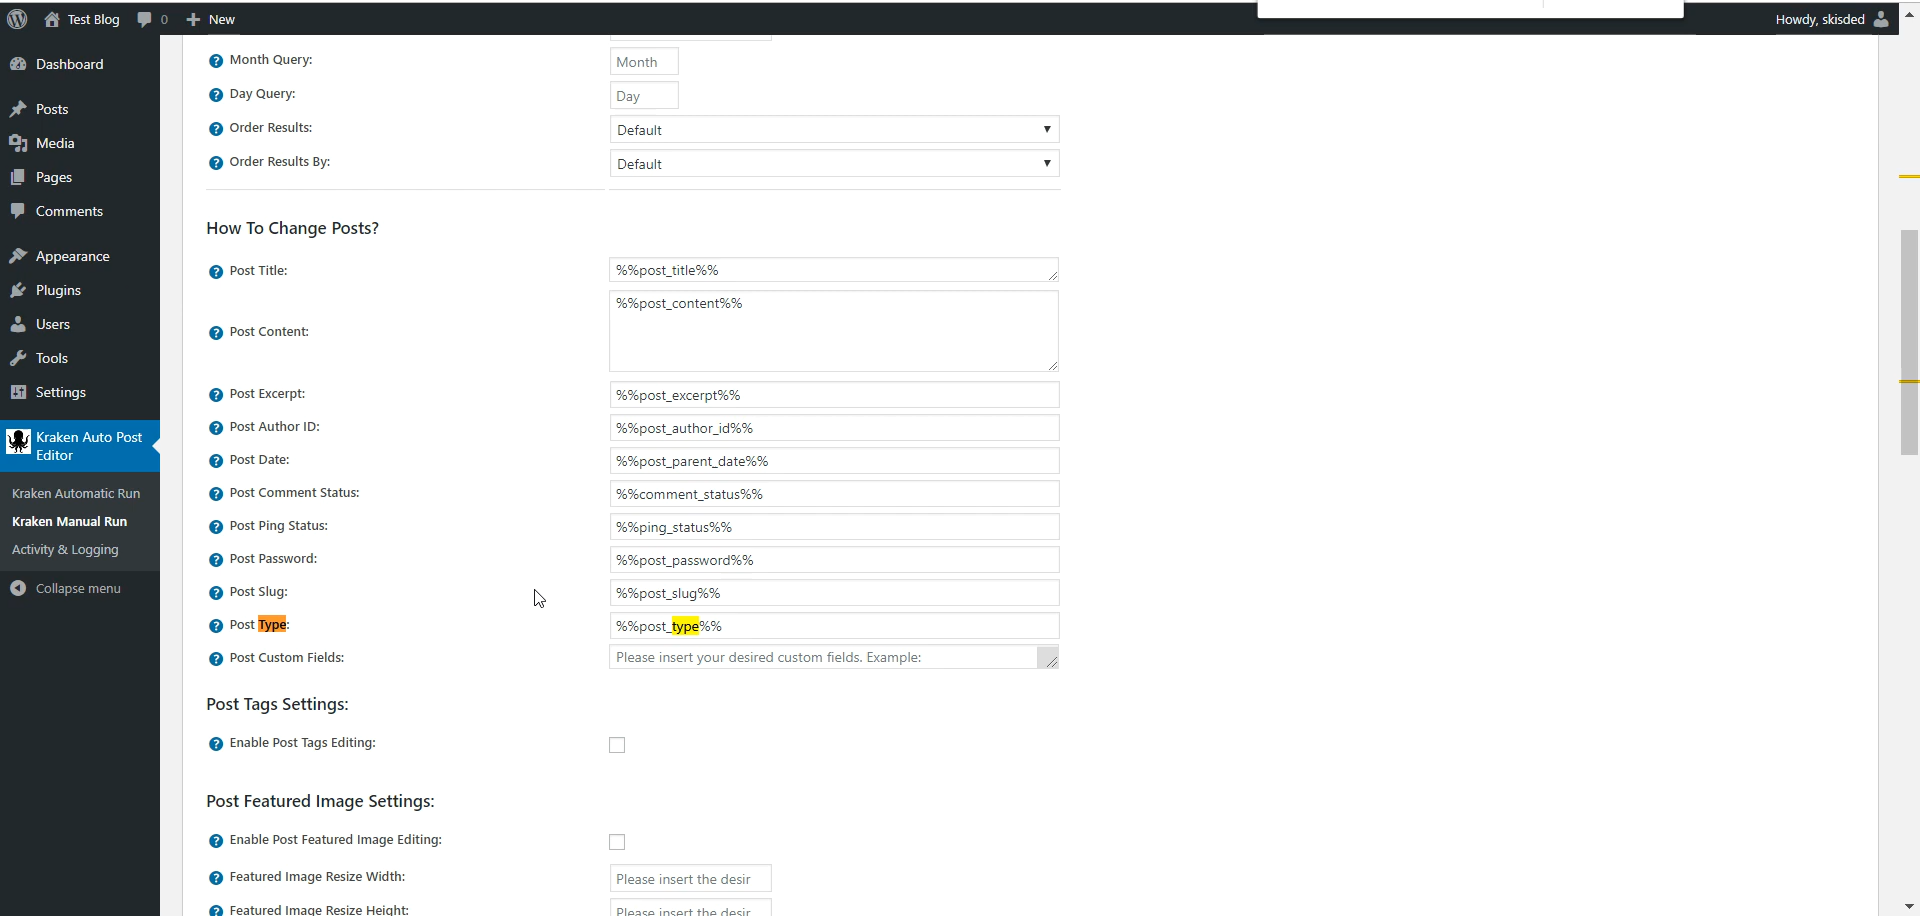 Test Blog 0 New Howdy, skisded
Dashboard
Posts
Media
Pages
Comments
Appearance
Plugins
Users
Tools
Settings
Kraken Auto Post
Editor
Kraken Automatic Run
Kraken Manual Run
Activity & Logging
Collapse menu
Month Query: Month
Day Query: Day
Order Results: Default
Order Results By: Default
How To Change Posts?
Post Title: %%post_title%%
Post Content: %%post_content%%
Post Excerpt: %%post_excerpt%%
Post Author ID: %%post_author_id%%
Post Date: %%post_parent_date%%
Post Comment Status: %%comment_status%%
Post Ping Status: %%ping_status%%
Post Password: %%post_password%%
Post Slug: %%post_slug%%
Post Type: %%post_type%%
Post Custom Fields: Please insert your desired custom fields. Example:
Post Tags Settings:
Enable Post Tags Editing:
Post Featured Image Settings:
Enable Post Featured Image Editing:
Featured Image Resize Width: Please insert the desir
Featured Image Resize Height: Please insert the desir